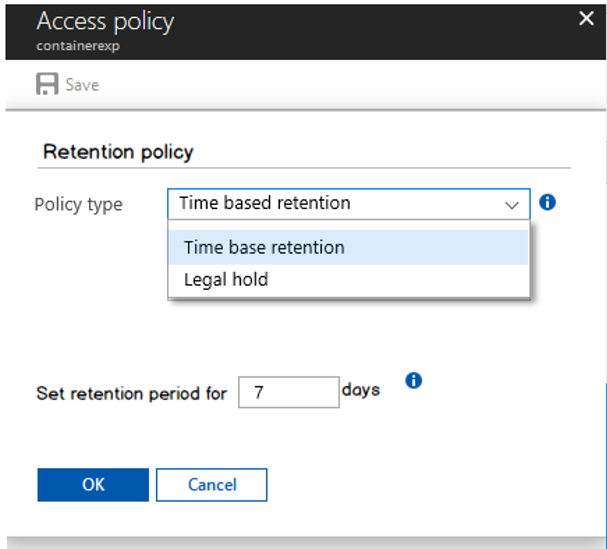 Access policy
containerexp
Save
Retention policy
Policy type Time based retention
Time base retention
Legal hold
Set retention period for 7 days
OK Cancel